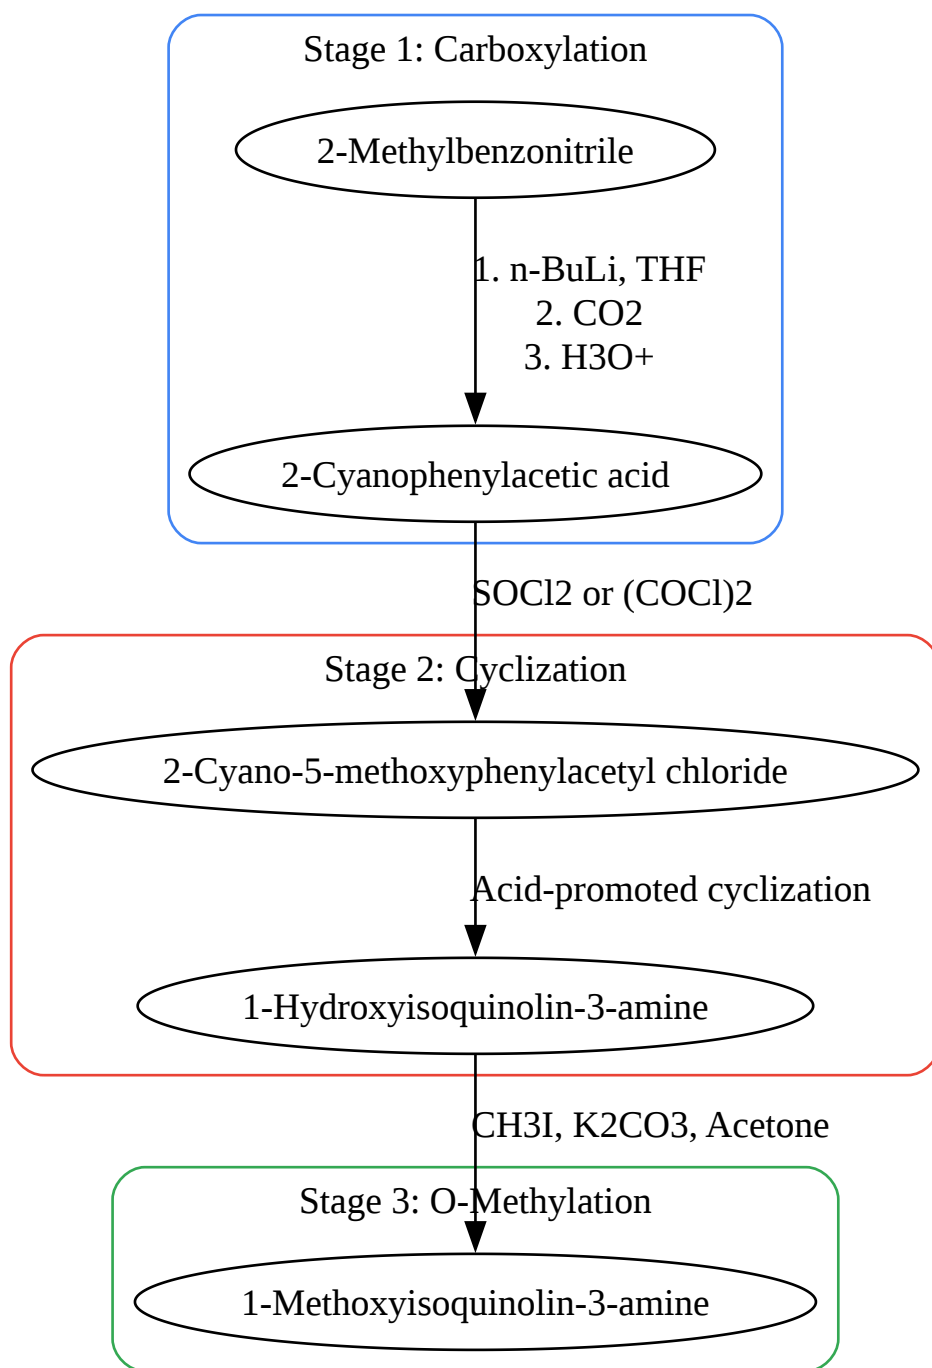 Stage 1: Carboxylation
2-Methylbenzonitrile
1. n-BuLi, THF
2. CO2
3. H3O+
2-Cyanophenylacetic acid
SOCl2 or (COCl)2
Stage 2: Cyclization
2-Cyano-5-methoxyphenylacetyl chloride
Acid-promoted cyclization
1-Hydroxyisoquinolin-3-amine
CH3I, K2CO3, Acetone
Stage 3: O-Methylation
1-Methoxyisoquinolin-3-amine